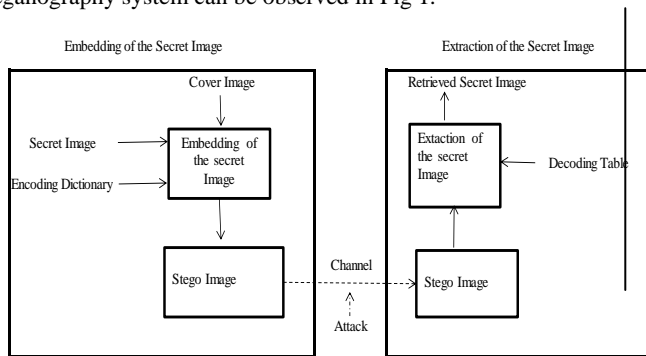 eganography system can be observed in Fig 1.
Embedding of the Secret Image
Cover Image
Secret Image
Encoding Dictionary
Embedding of
the secret
Image
Stego Image
Channel
Attack
Extraction of the Secret Image
Retrieved Secret Image
Extaction of
the secret
Image
Decoding Table
Stego Image